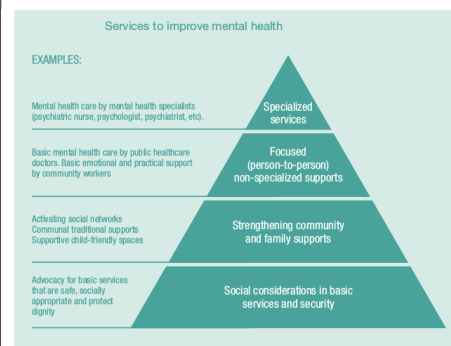 Services to improve mental health
EXAMPLES:
Mental health care by mental health specialists
(psychiatric nurse, psychologist, psychiatrist, etc).
Specialized
services
Basic mental health care by public healthcare
doctors. Basic emotional and practical support
by community workers
Focused
(person-to-person)
non-specialized supports
Activating social networks
Communal traditional supports
Supportive child-friendly spaces
Strengthening community
and family supports
Advocacy for basic services
that are safe, socially
appropriate and protect
dignity
Social considerations in basic
services and security